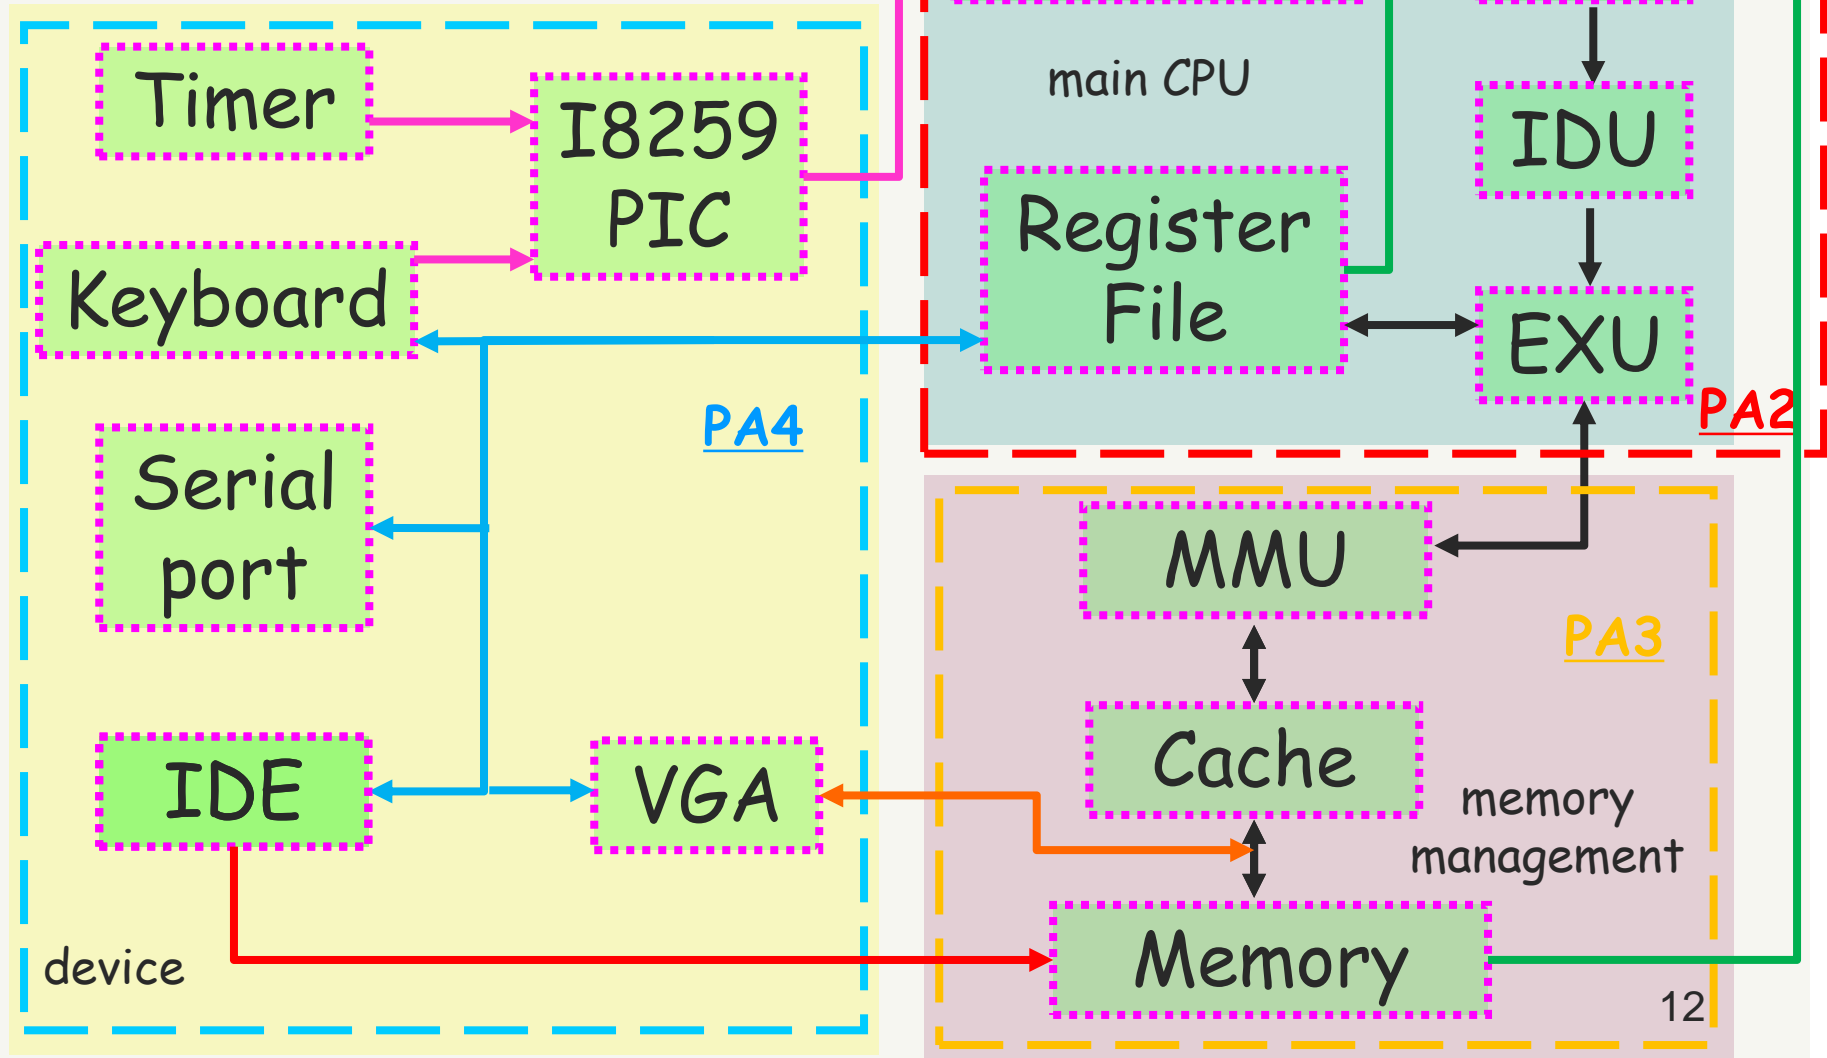 Timer
I8259
PIC
Keyboard
Serial
port
IDE
VGA
PA4
device
main CPU
IDU
Register
File
EXU
PA2
MMU
PA3
Cache
memory
management
Memory
12